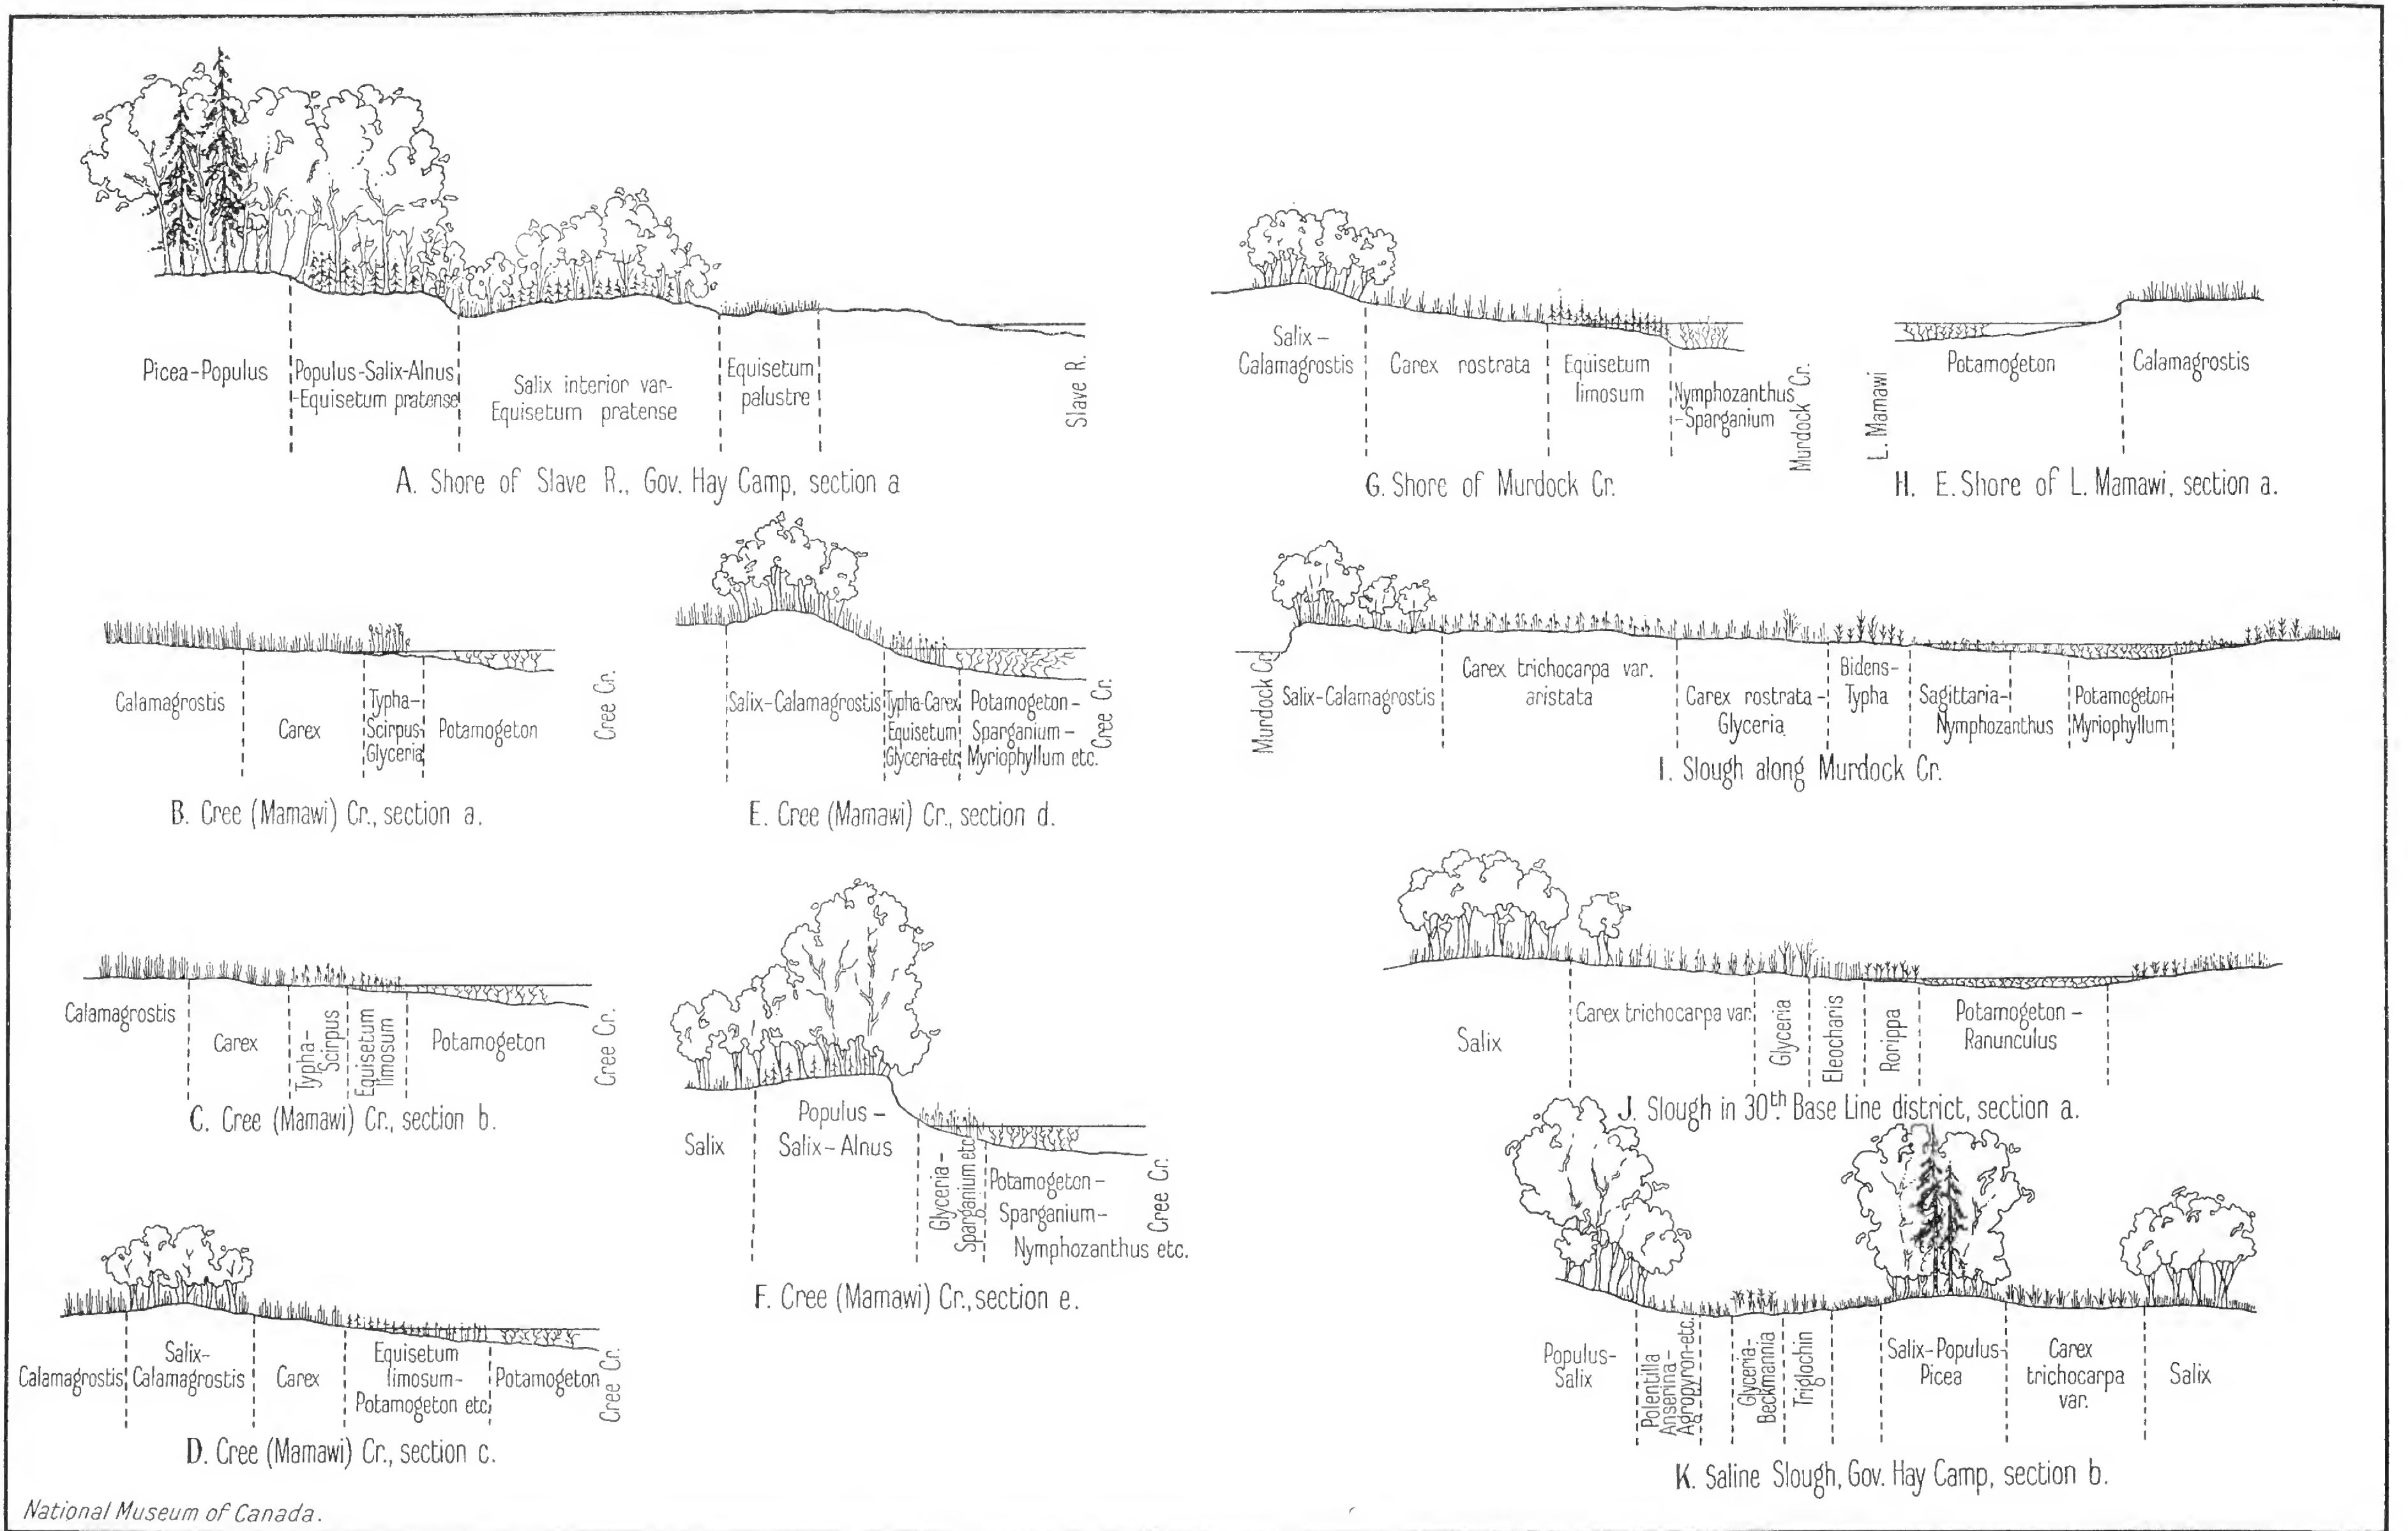 Picea-Populus
Populus-Salix-Alnus
-Equisetum pratense
Salix interior var-
Equisetum pratense
Equisetum
palustre
Slave R.
A. Shore of Slave R., Gov. Hay Camp, section a
Salix –
Calamagrostis
Carex rostrata
Equisetum
limosum
Nymphozanthus
-Sparganium
Murdock Cr.
G. Shore of Murdock Cr.
L. Mamawi
Potamogeton
Calamagrostis
H. E. Shore of L. Mamawi, section a.
Calamagrostis
Carex
Typha-
Scirpus-
Glyceria
Potamogeton
Cree Cr.
B. Cree (Mamawi) Cr., section a.
Salix-Calamagrostis
Typha-Carex
Equisetum
Glyceria-etc
Potamogeton –
Sparganium –
Myriophyllum etc.
Cree Cr.
E. Cree (Mamawi) Cr., section d.
Murdock Cr.
Salix-Calamagrostis
Carex trichocarpa var.
aristata
Carex rostrata –
Glyceria
Bidens-
Typha
Sagittaria-
Nymphozanthus
Potamogeton-
Myriophyllum
I. Slough along Murdock Cr.
Calamagrostis
Carex
Typha-
Scirpus
Equisetum
limosum
Potamogeton
Cree Cr.
C. Cree (Mamawi) Cr., section b.
Salix
Populus –
Salix – Alnus
Glyceria-
Sparganium etc.
Potamogeton –
Sparganium –
Nymphozanthus etc.
Cree Cr.
F. Cree (Mamawi) Cr., section e.
Salix
Carex trichocarpa var.
Glyceria
Eleocharis
Rorippa
Potamogeton –
Ranunculus
J. Slough in 30th Base Line district, section a.
Calamagrostis
Salix-
Calamagrostis
Carex
Equisetum
limosum-
Potamogeton etc.
Potamogeton
Cree Cr.
D. Cree (Mamawi) Cr., section c.
Populus-
Salix
Potentilla
Anserina-
Agropyron-etc.
Glyceria-
Beckmannia
Triglochin
Salix-Populus-
Picea
Carex
trichocarpa
var.
Salix
K. Saline Slough, Gov. Hay Camp, section b.
National Museum of Canada.